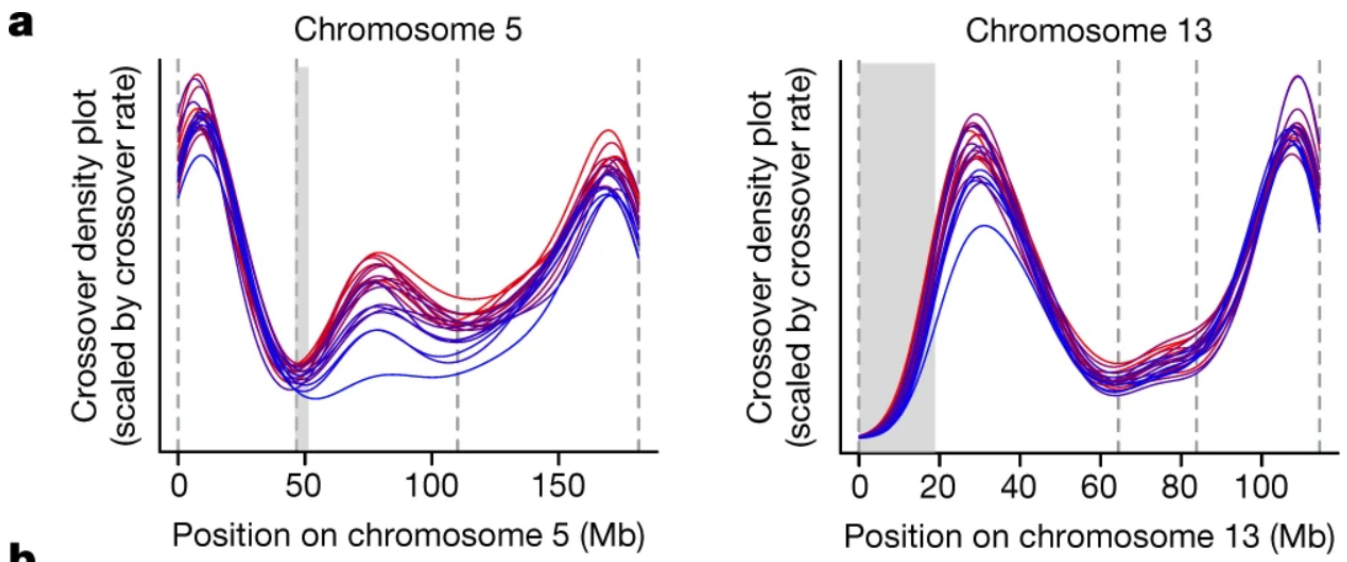 a
Chromosome 5
Crossover density plot
(scaled by crossover rate)
0 50 100 150
Position on chromosome 5 (Mb)
Chromosome 13
Crossover density plot
(scaled by crossover rate)
0 20 40 60 80 100
Position on chromosome 13 (Mb)
b